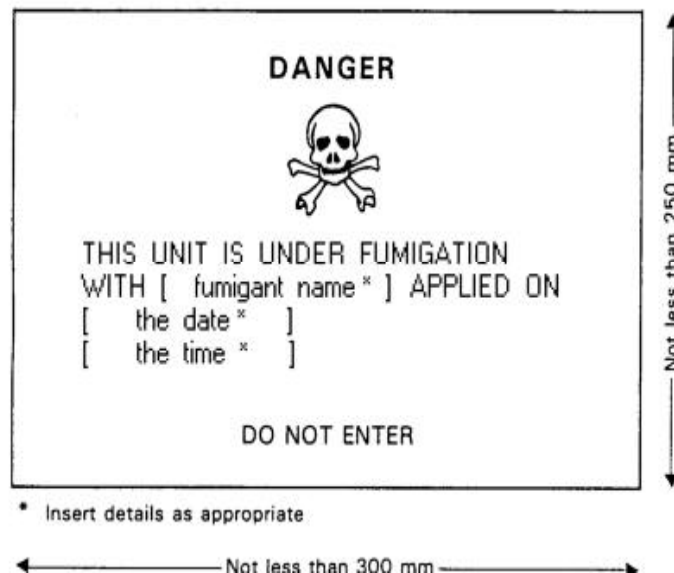 DANGER
THIS UNIT IS UNDER FUMIGATION
WITH [ fumigant name* ] APPLIED ON
[ the date* ]
[ the time * ]
DO NOT ENTER
* Insert details as appropriate
Not less than 300 mm
Not less than 250 mm